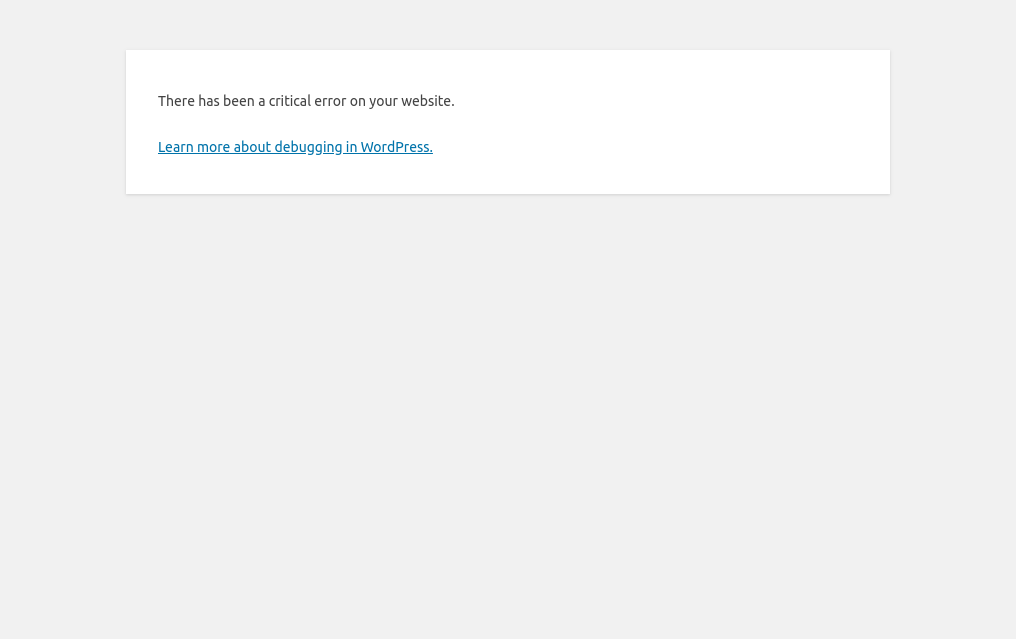 There has been a critical error on your website.
Learn more about debugging in WordPress.